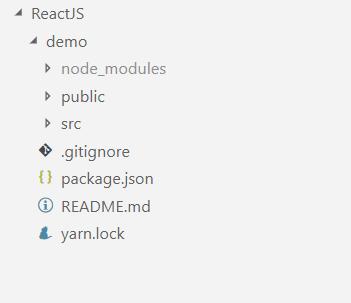 ReactJS
demo
node_modules
public
src
.gitignore
package.json
README.md
yarn.lock